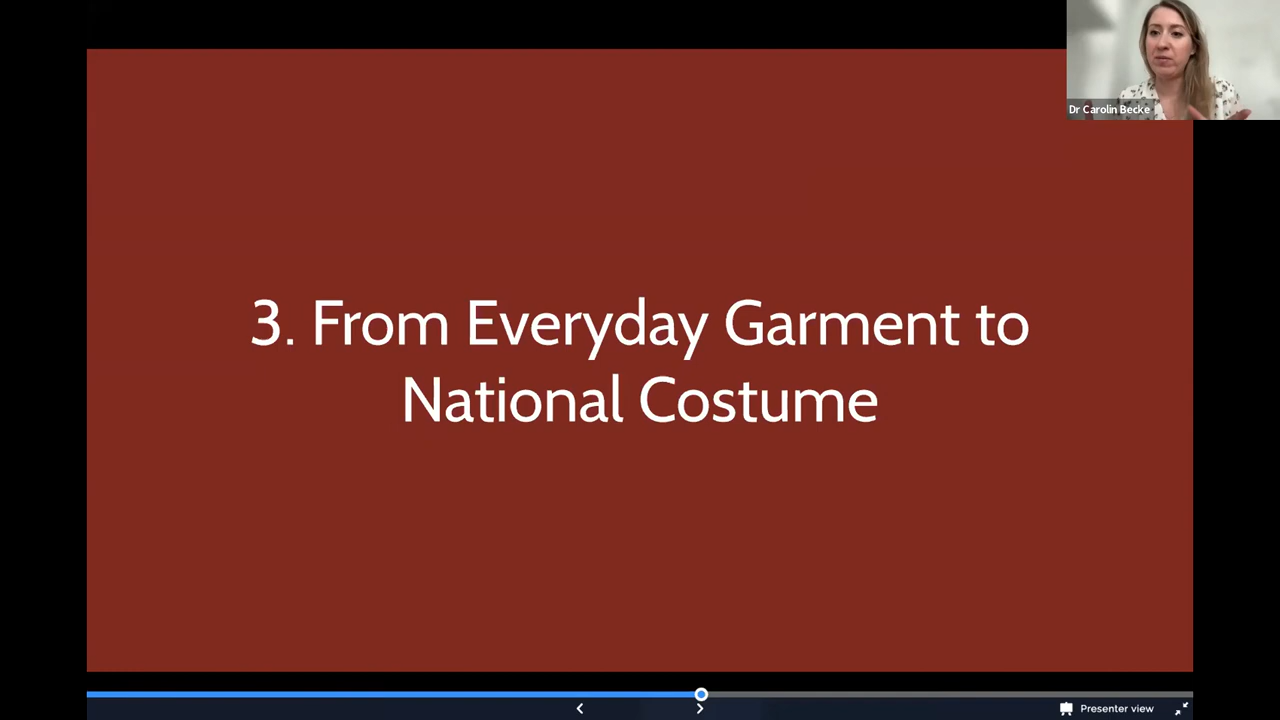 Dr Carolin Becke
3. From Everyday Garment to
National Costume
Presenter view